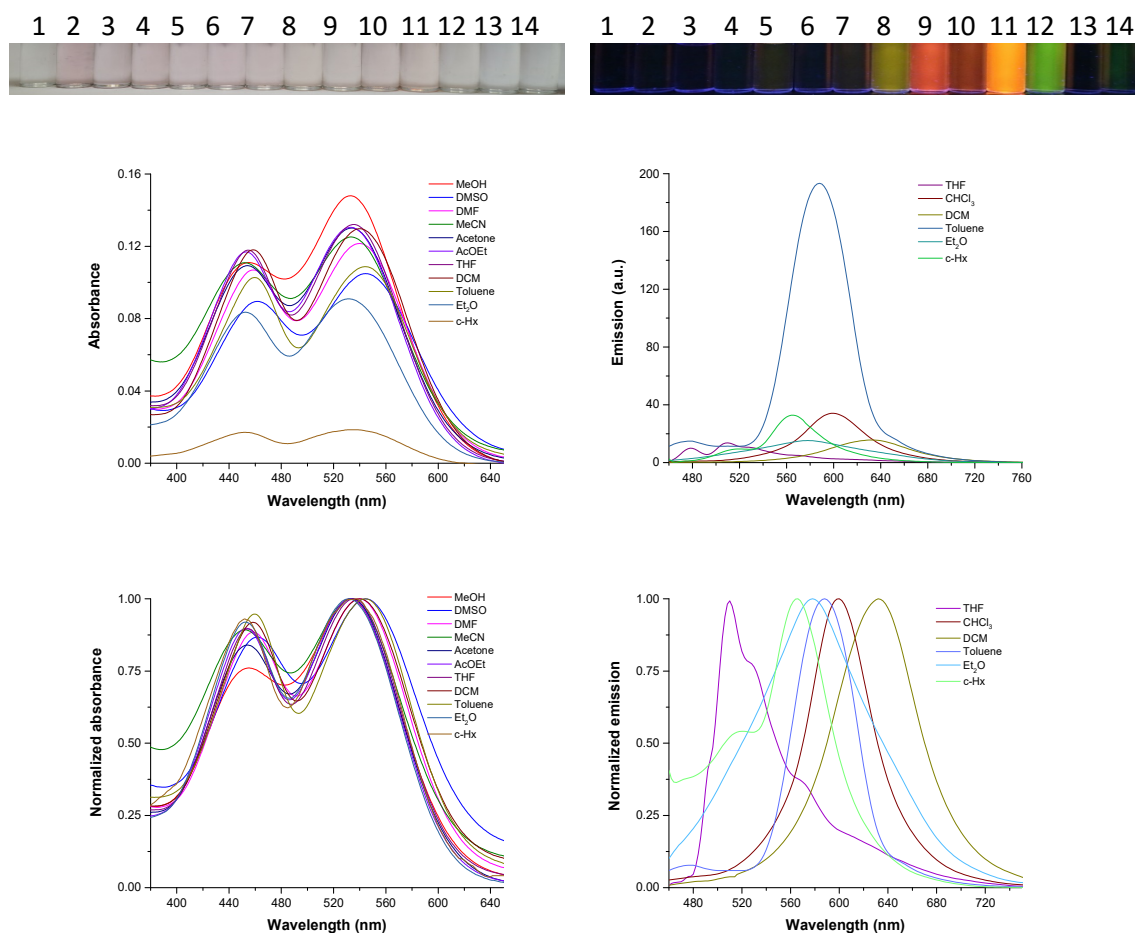 1 2 3 4 5 6 7 8 9 10 11 12 13 14
1 2 3 4 5 6 7 8 9 10 11 12 13 14
0.16
0.12
0.08
0.04
0.00
Absorbance
400 440 480 520 560 600 640
Wavelength (nm)
MeOH
DMSO
DMF
MeCN
Acetone
AcOEt
THF
DCM
Toluene
Et₂O
c-Hx
200
160
120
80
40
0
Emission (a.u.)
480 520 560 600 640 680 720 760
Wavelength (nm)
THF
CHCl₃
DCM
Toluene
Et₂O
c-Hx
1.00
0.75
0.50
0.25
0.00
Normalized absorbance
400 440 480 520 560 600 640
Wavelength (nm)
MeOH
DMSO
DMF
MeCN
Acetone
AcOEt
THF
DCM
Toluene
Et₂O
c-Hx
1.00
0.75
0.50
0.25
0.00
Normalized emission
480 520 560 600 640 680 720
Wavelength (nm)
THF
CHCl₃
DCM
Toluene
Et₂O
c-Hx